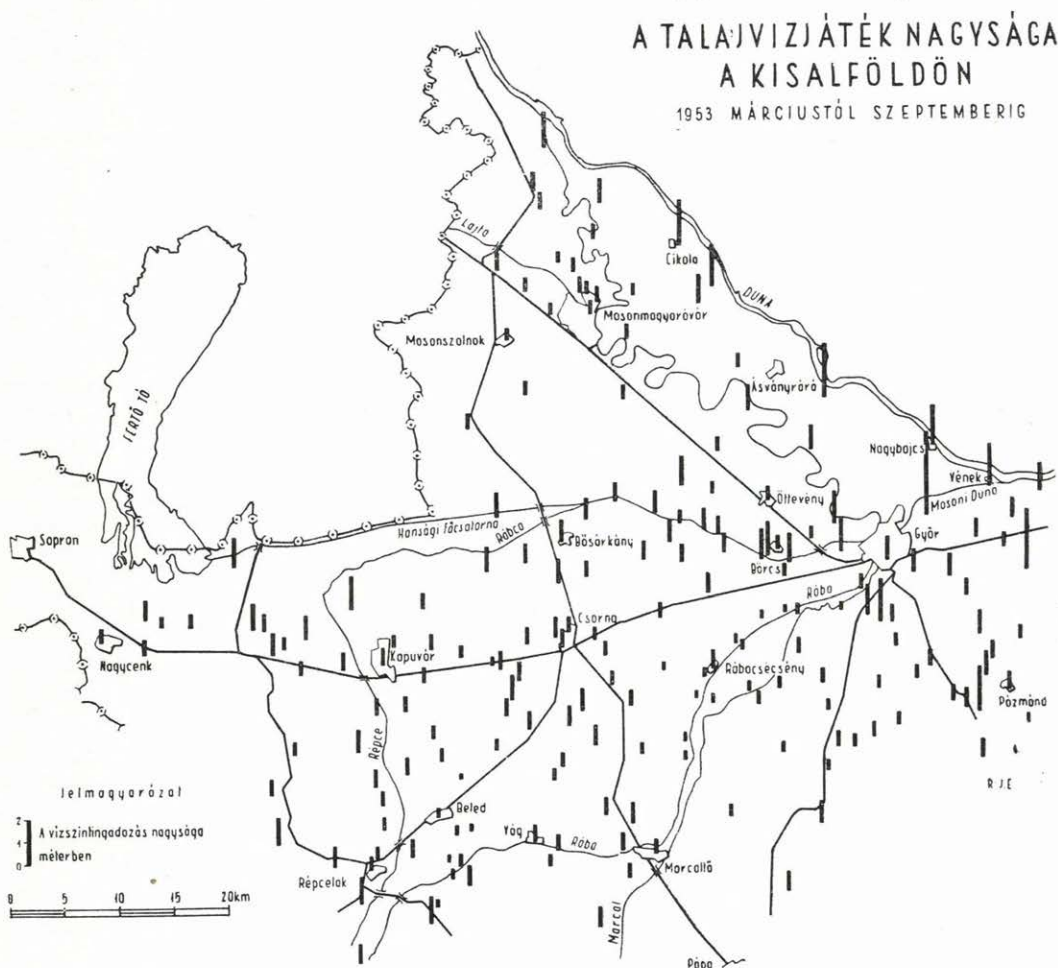 A TALAJVIZJÁTÉK NAGYSÁGA
A KISALFÖLDÖN
1953 MÁRCIUSTÓL SZEPTEMBERIG
Lajta
Cikola
DUNA
Mosonmagyaróvár
Mosonszolnok
Ásványráró
FERTŐ TÓ
Nagybajcs
Vének
Mosoni Duna
Öttevény
Hansági főcsatorna
Rábca
Sopron
Bősárkány
Börcs
Győr
Rába
Csorna
Nagycenk
Kapuvár
Rábacsécsény
Pázmánd
Répce
R.J.E
Jelmagyarázat
2
1
0
A vizszintingadozás nagysága
méterben
Beled
Vág
Rába
Marcaltő
Répcelak
0 5 10 15 20km
Marcal
Pápa